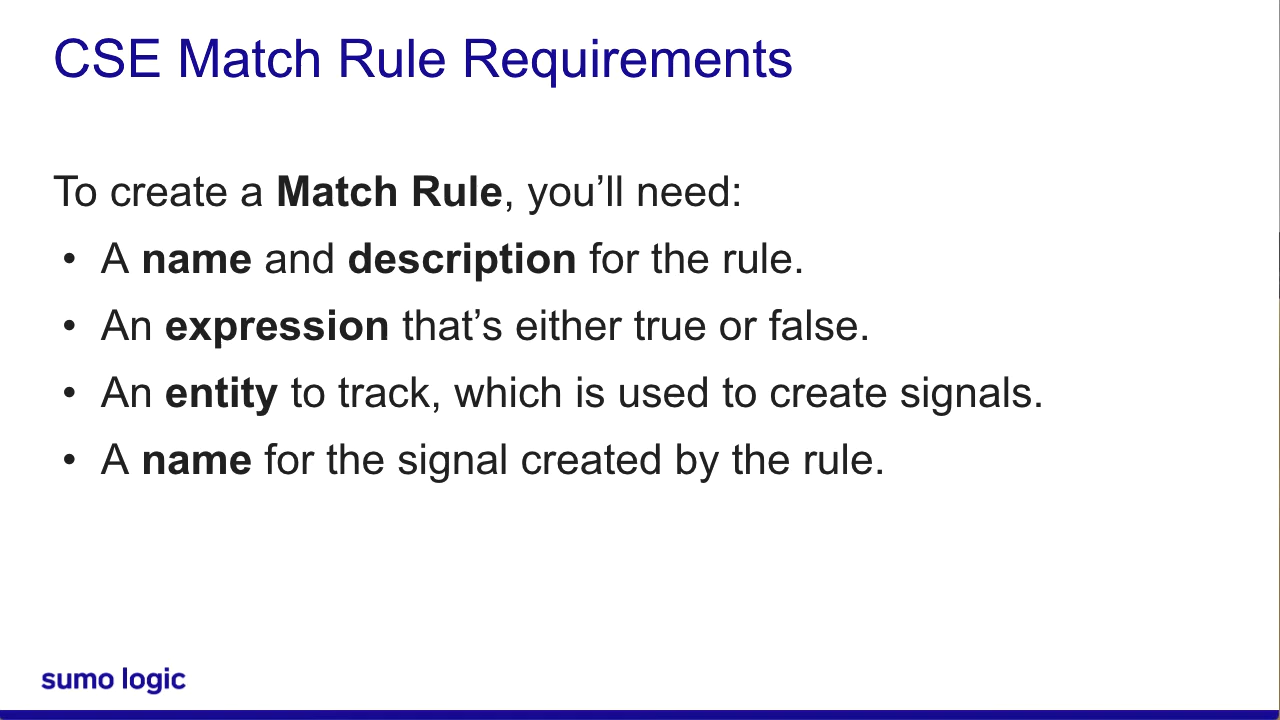 CSE Match Rule Requirements
To create a Match Rule, you’ll need:
• A name and description for the rule.
• An expression that’s either true or false.
• An entity to track, which is used to create signals.
• A name for the signal created by the rule.
sumo logic